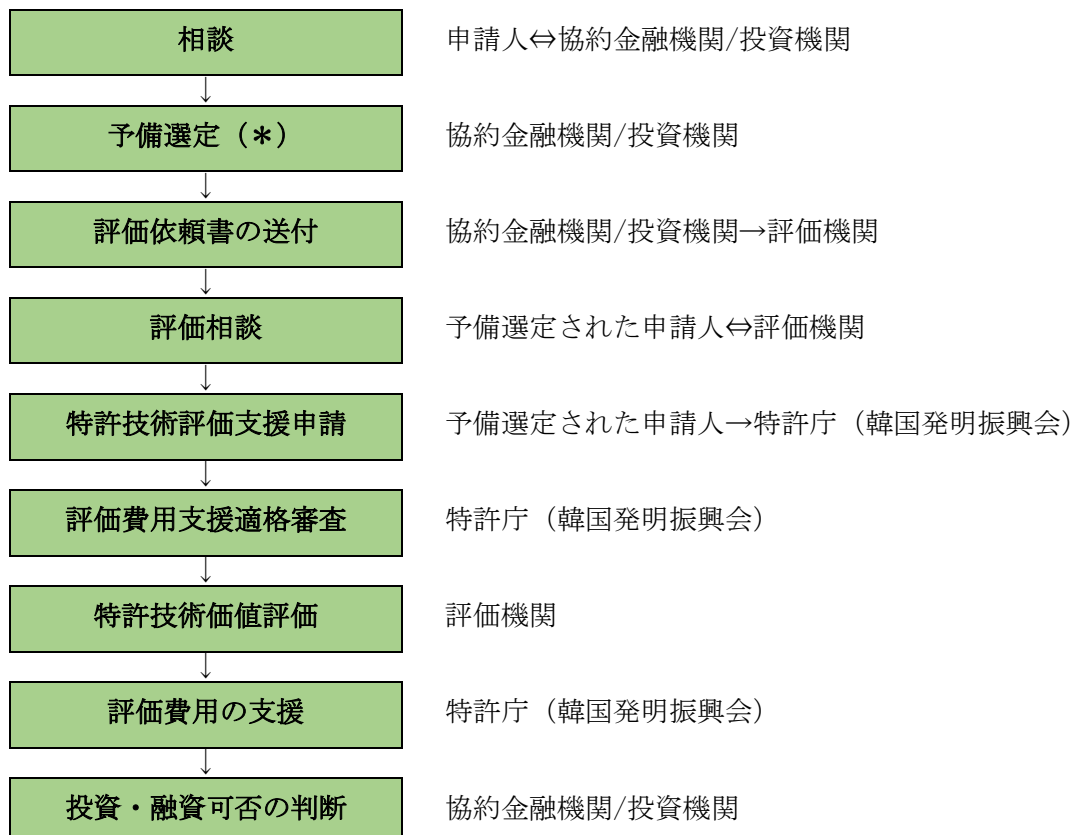 相談 申請人⇔協約金融機関/投資機関
↓
予備選定（＊） 協約金融機関/投資機関
↓
評価依頼書の送付 協約金融機関/投資機関→評価機関
↓
評価相談 予備選定された申請人⇔評価機関
↓
特許技術評価支援申請 予備選定された申請人→特許庁（韓国発明振興会）
↓
評価費用支援適格審査 特許庁（韓国発明振興会）
↓
特許技術価値評価 評価機関
↓
評価費用の支援 特許庁（韓国発明振興会）
↓
投資・融資可否の判断 協約金融機関/投資機関